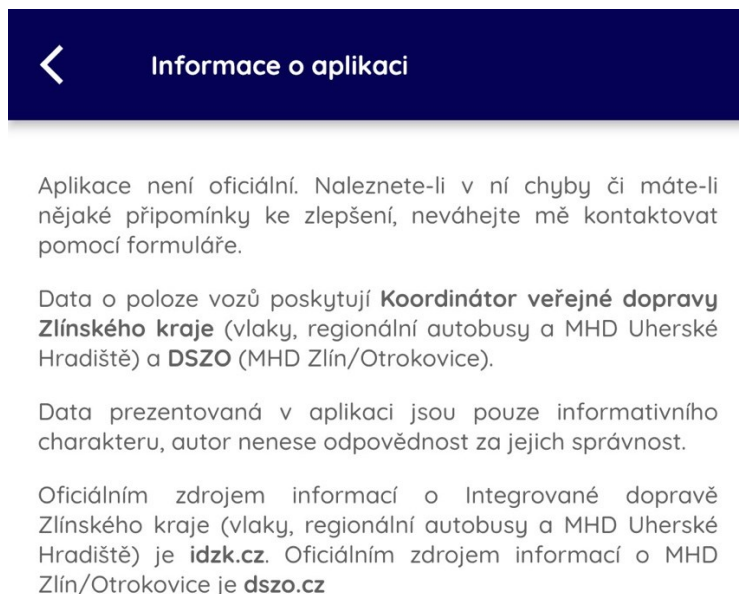 Informace o aplikaci
Aplikace není oficiální. Naleznete-li v ní chyby či máte-li
nějaké připomínky ke zlepšení, neváhejte mě kontaktovat
pomocí formuláře.
Data o poloze vozů poskytují Koordinátor veřejné dopravy
Zlínského kraje (vlaky, regionální autobusy a MHD Uherské
Hradiště) a DSZO (MHD Zlín/Otrokovice).
Data prezentovaná v aplikaci jsou pouze informativního
charakteru, autor nenese odpovědnost za jejich správnost.
Oficiálním zdrojem informací o Integrované dopravě
Zlínského kraje (vlaky, regionální autobusy a MHD Uherské
Hradiště) je idzk.cz. Oficiálním zdrojem informací o MHD
Zlín/Otrokovice je dszo.cz